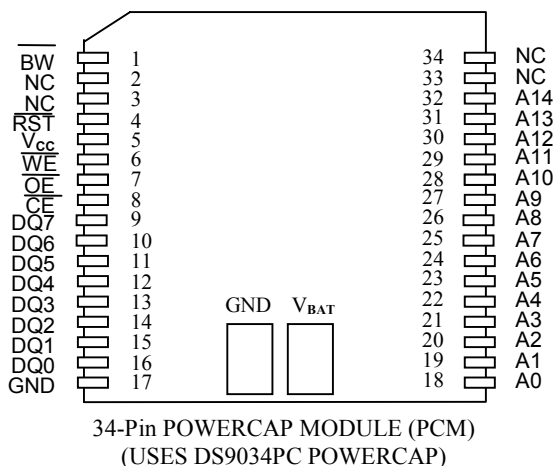 BW 1 34 NC
NC 2 33 NC
NC 3 32 A14
RST 4 31 A13
Vcc 5 30 A12
WE 6 29 A11
OE 7 28 A10
CE 8 27 A9
DQ7 9 26 A8
DQ6 10 25 A7
DQ5 11 24 A6
DQ4 12 23 A5
DQ3 13 22 A4
DQ2 14 21 A3
DQ1 15 20 A2
DQ0 16 19 A1
GND 17 18 A0
GND VBAT
34-Pin POWERCAP MODULE (PCM)
(USES DS9034PC POWERCAP)